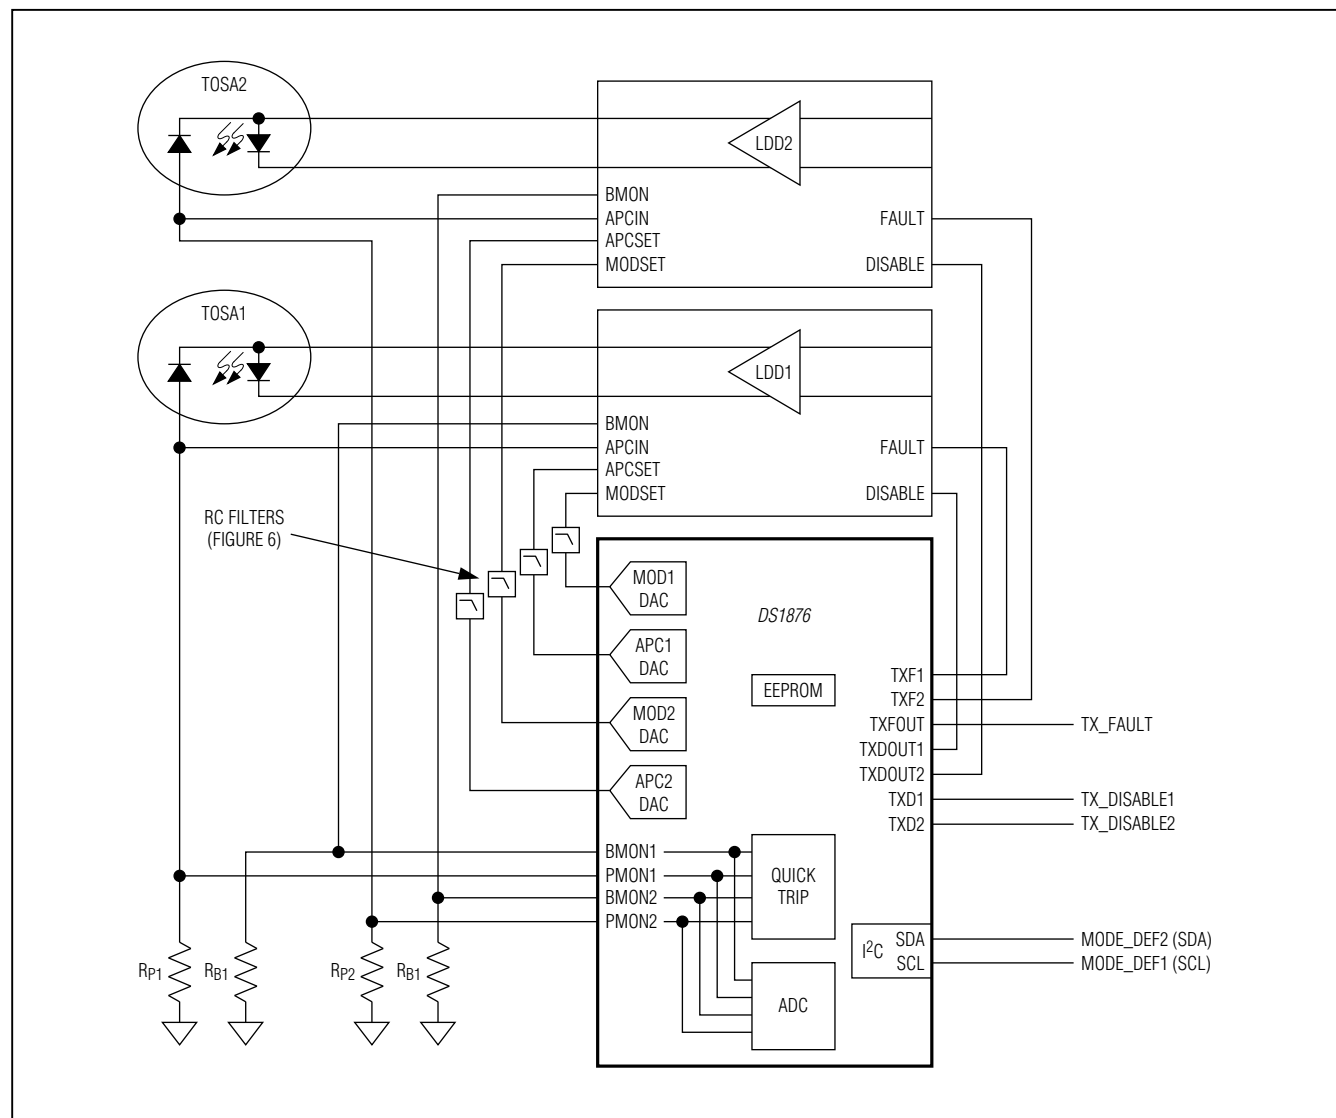 TOSA2
LDD2
BMON
APCIN
APCSET
MODSET
FAULT
DISABLE
TOSA1
LDD1
BMON
APCIN
APCSET
MODSET
FAULT
DISABLE
RC FILTERS
(FIGURE 6)
MOD1
DAC
APC1
DAC
MOD2
DAC
APC2
DAC
DS1876
EEPROM
TXF1
TXF2
TXFOUT
TXDOUT1
TXDOUT2
TXD1
TXD2
TX_FAULT
TX_DISABLE1
TX_DISABLE2
BMON1
PMON1
BMON2
PMON2
QUICK
TRIP
ADC
I²C
SDA
SCL
MODE_DEF2 (SDA)
MODE_DEF1 (SCL)
RP1
RB1
RP2
RB1